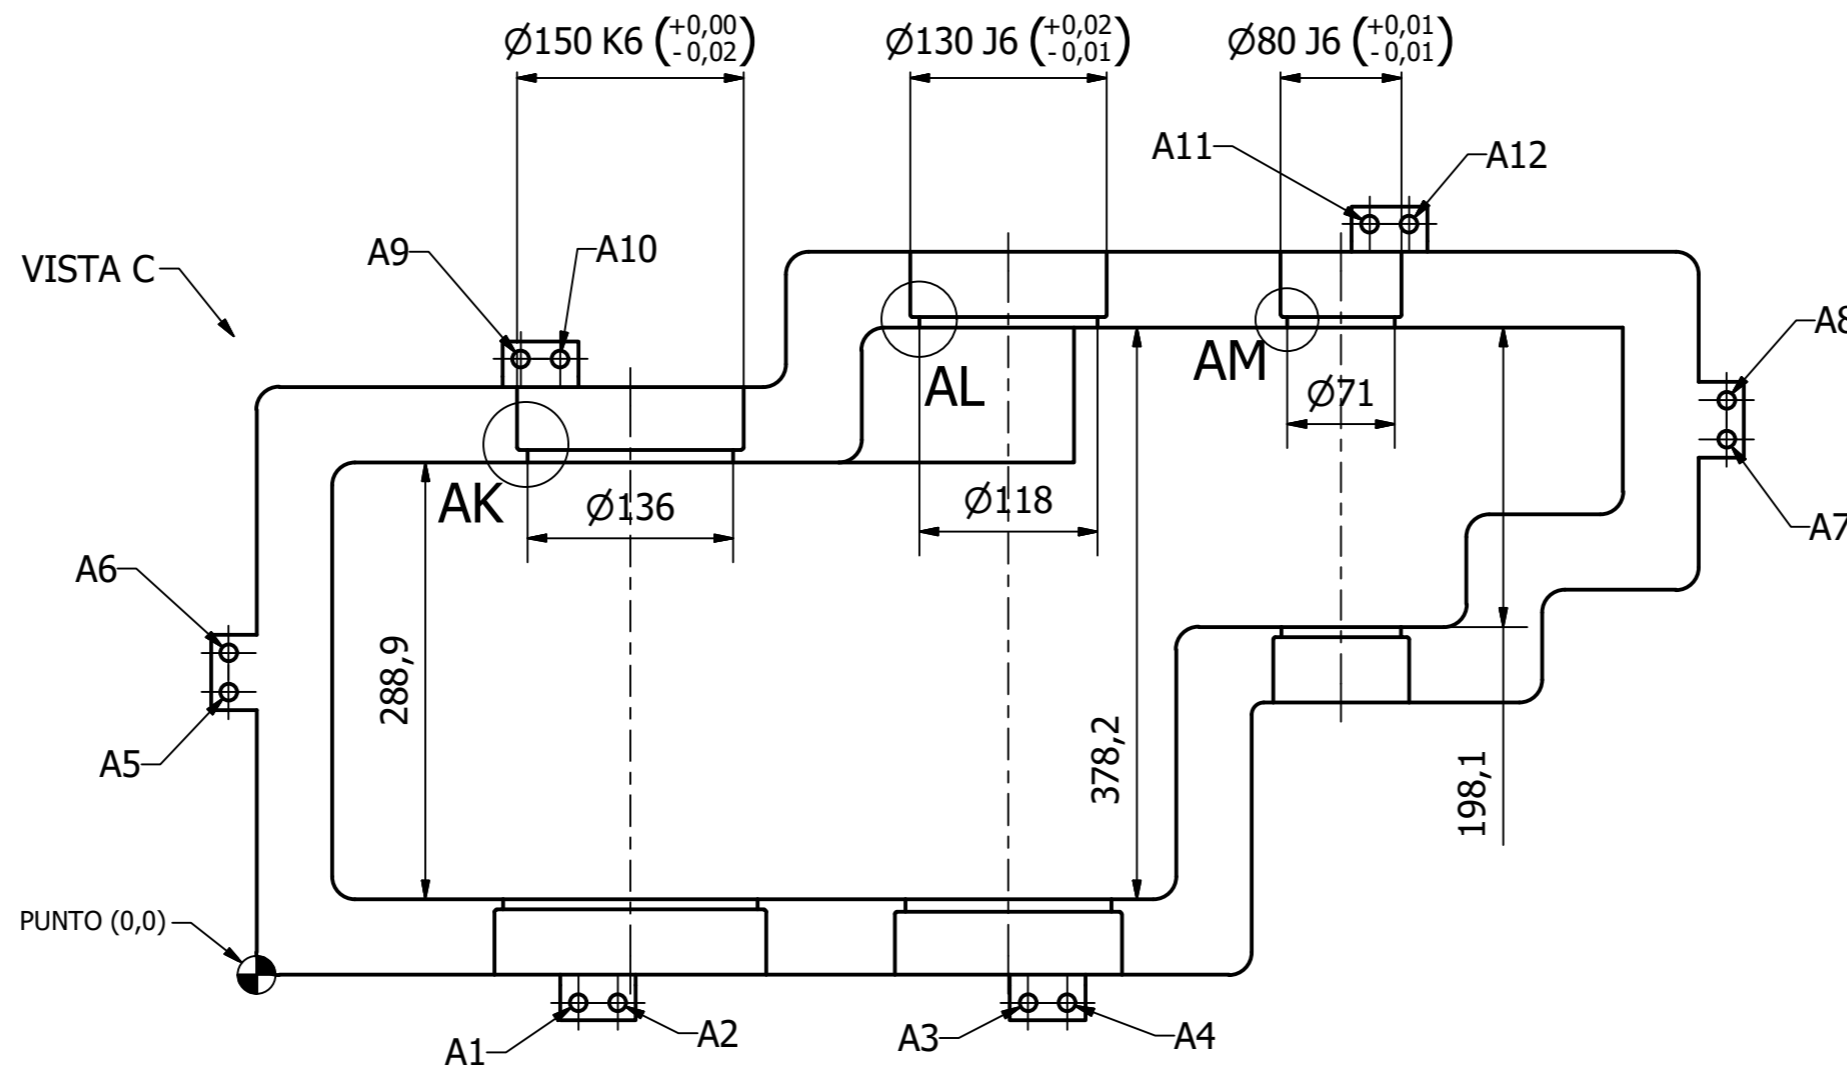 Ø150 K6 (+0,00 -0,02)
Ø130 J6 (+0,02 -0,01)
Ø80 J6 (+0,01 -0,01)
A11
A12
A9
A10
VISTA C
A8
AL
AM
Ø71
AK
Ø136
Ø118
A7
A6
288,9
378,2
198,1
A5
PUNTO (0,0)
A1
A2
A3
A4